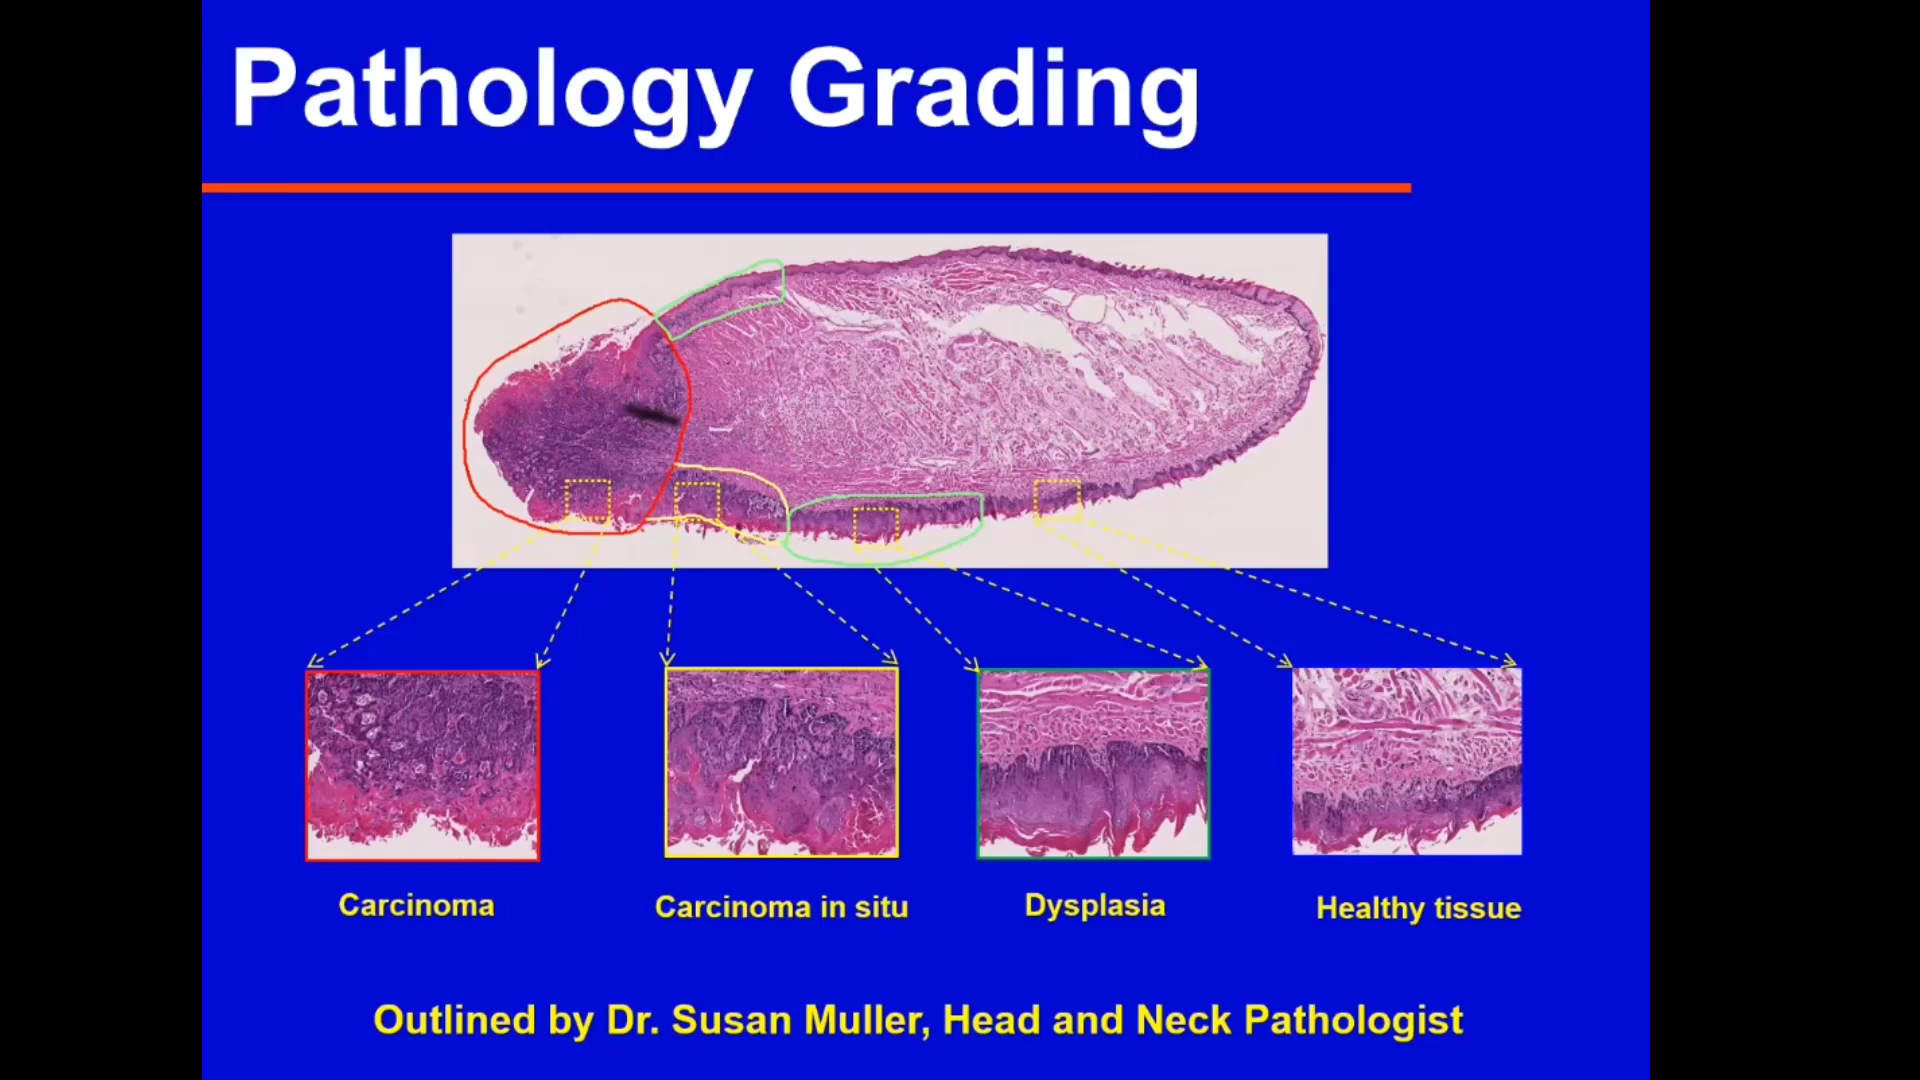 Pathology Grading
Carcinoma
Carcinoma in situ
Dysplasia
Healthy tissue
Outlined by Dr. Susan Muller, Head and Neck Pathologist